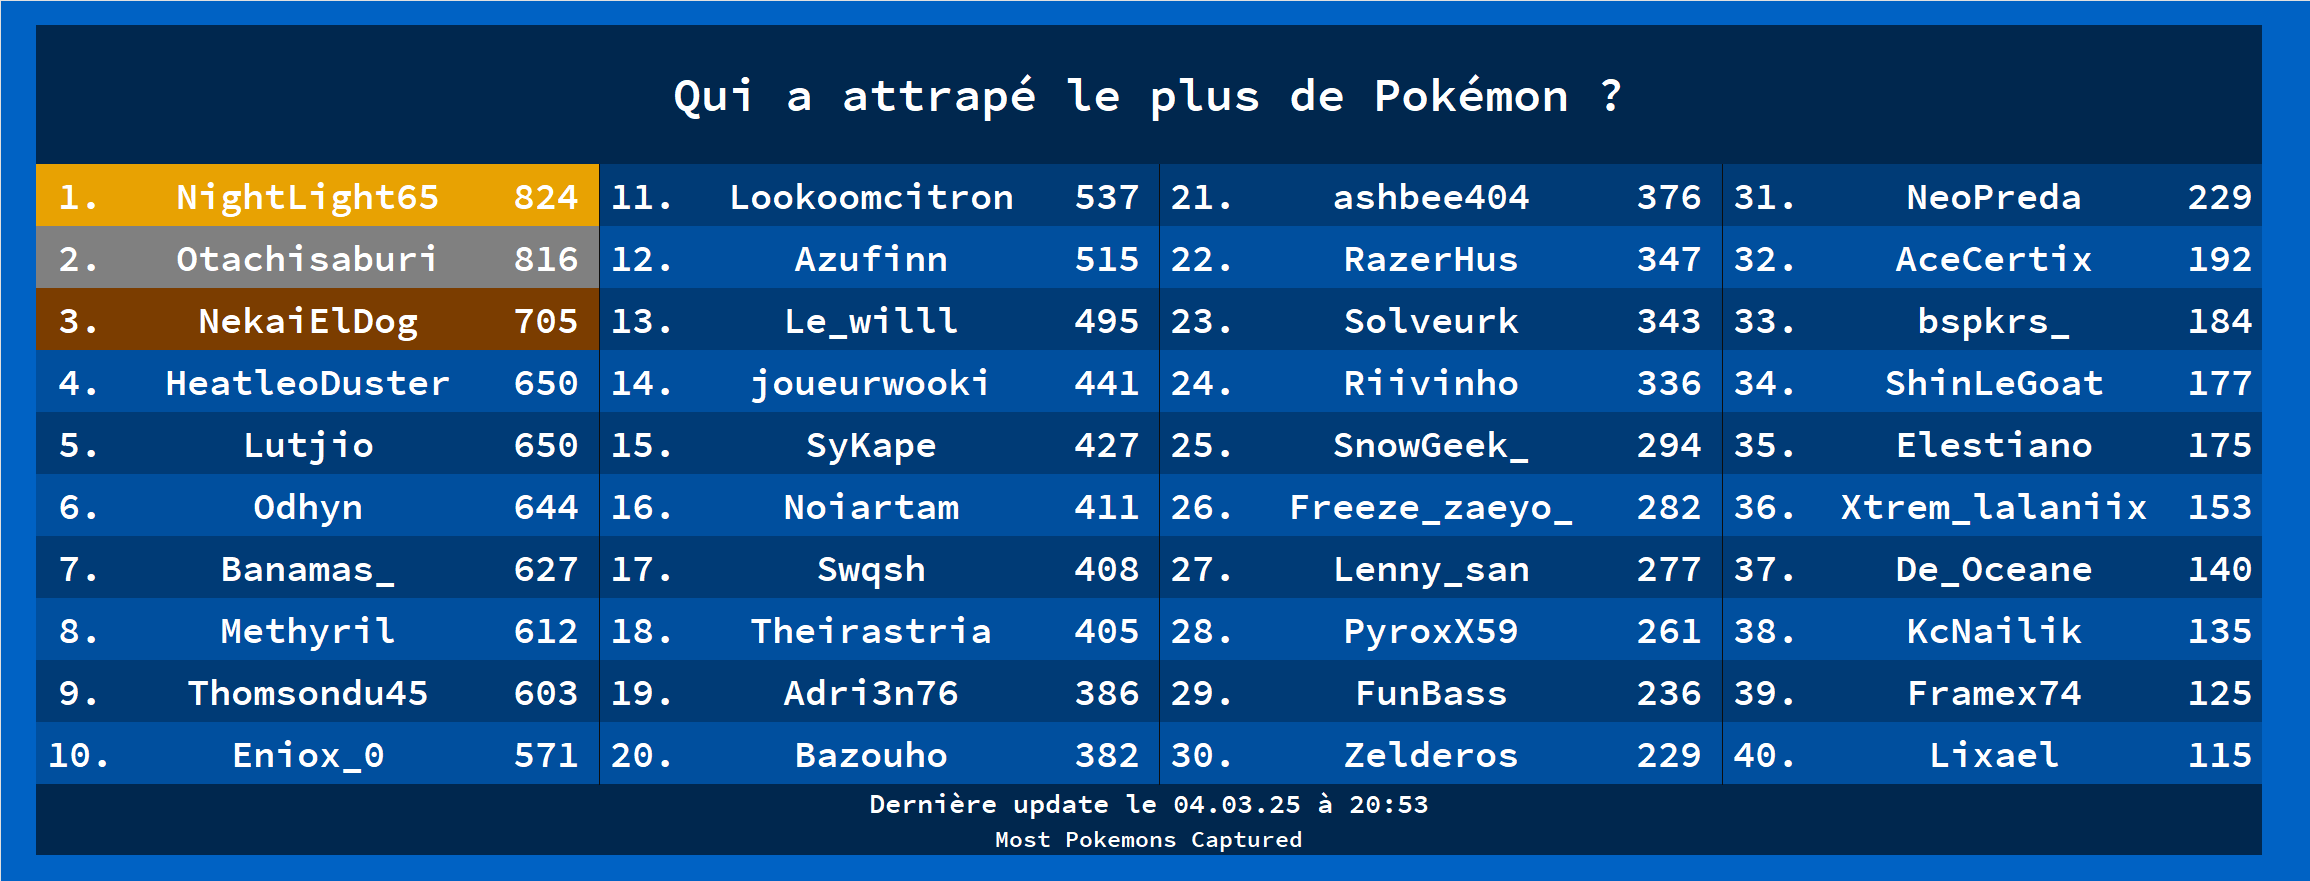 Qui a attrapé le plus de Pokémon ?
1. NightLight65 824
2. Otachisaburi 816
3. NekaiElDog 705
4. HeatleoDuster 650
5. Lutjio 650
6. Odhyn 644
7. Banamas_ 627
8. Methyril 612
9. Thomsondu45 603
10. Eniox_0 571
11. Lookoomcitron 537
12. Azufinn 515
13. Le_willl 495
14. joueurwooki 441
15. SyKape 427
16. Noiartam 411
17. Swqsh 408
18. Theirastria 405
19. Adri3n76 386
20. Bazouho 382
21. ashbee404 376
22. RazerHus 347
23. Solveurk 343
24. Riivinho 336
25. SnowGeek_ 294
26. Freeze_zaeyo_ 282
27. Lenny_san 277
28. PyroxX59 261
29. FunBass 236
30. Zelderos 229
31. NeoPreda 229
32. AceCertix 192
33. bspkrs_ 184
34. ShinLeGoat 177
35. Elestiano 175
36. Xtrem_lalaniix 153
37. De_Oceane 140
38. KcNailik 135
39. Framex74 125
40. Lixael 115
Dernière update le 04.03.25 à 20:53
Most Pokemons Captured